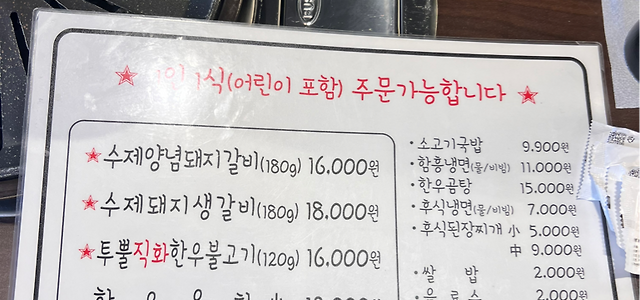 1식(어린이 포함) 주문가능합니다
수제양념돼지갈비(180g) 16.000원
수제돼지생갈비(180g) 18.000원
투뿔직화한우불고기(120g) 16.000원
·소고기국밥 9.900원
·함흥냉면(물/비빔) 11.000원
·한우곰탕 15.000원
·후식냉면(물/비빔) 7.000원
·후식된장찌개 小 5.000원
中 9.000원
·쌀 밥 2.000원
·음료수 2.000원